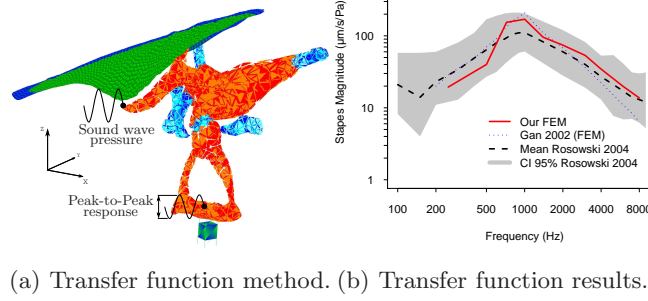 (a)
Sound wave
pressure
Z
Y
X
Peak-to-Peak
response
(b)
Stapes Magnitude (μm/s/Pa)
100
10
1
Our FEM
Gan 2002 (FEM)
Mean Rosowski 2004
CI 95% Rosowski 2004
100 200 500 1000 2000 4000 8000
Hz Hz
Frequency (Hz)
(a) Transfer function method. (b) Transfer function results.